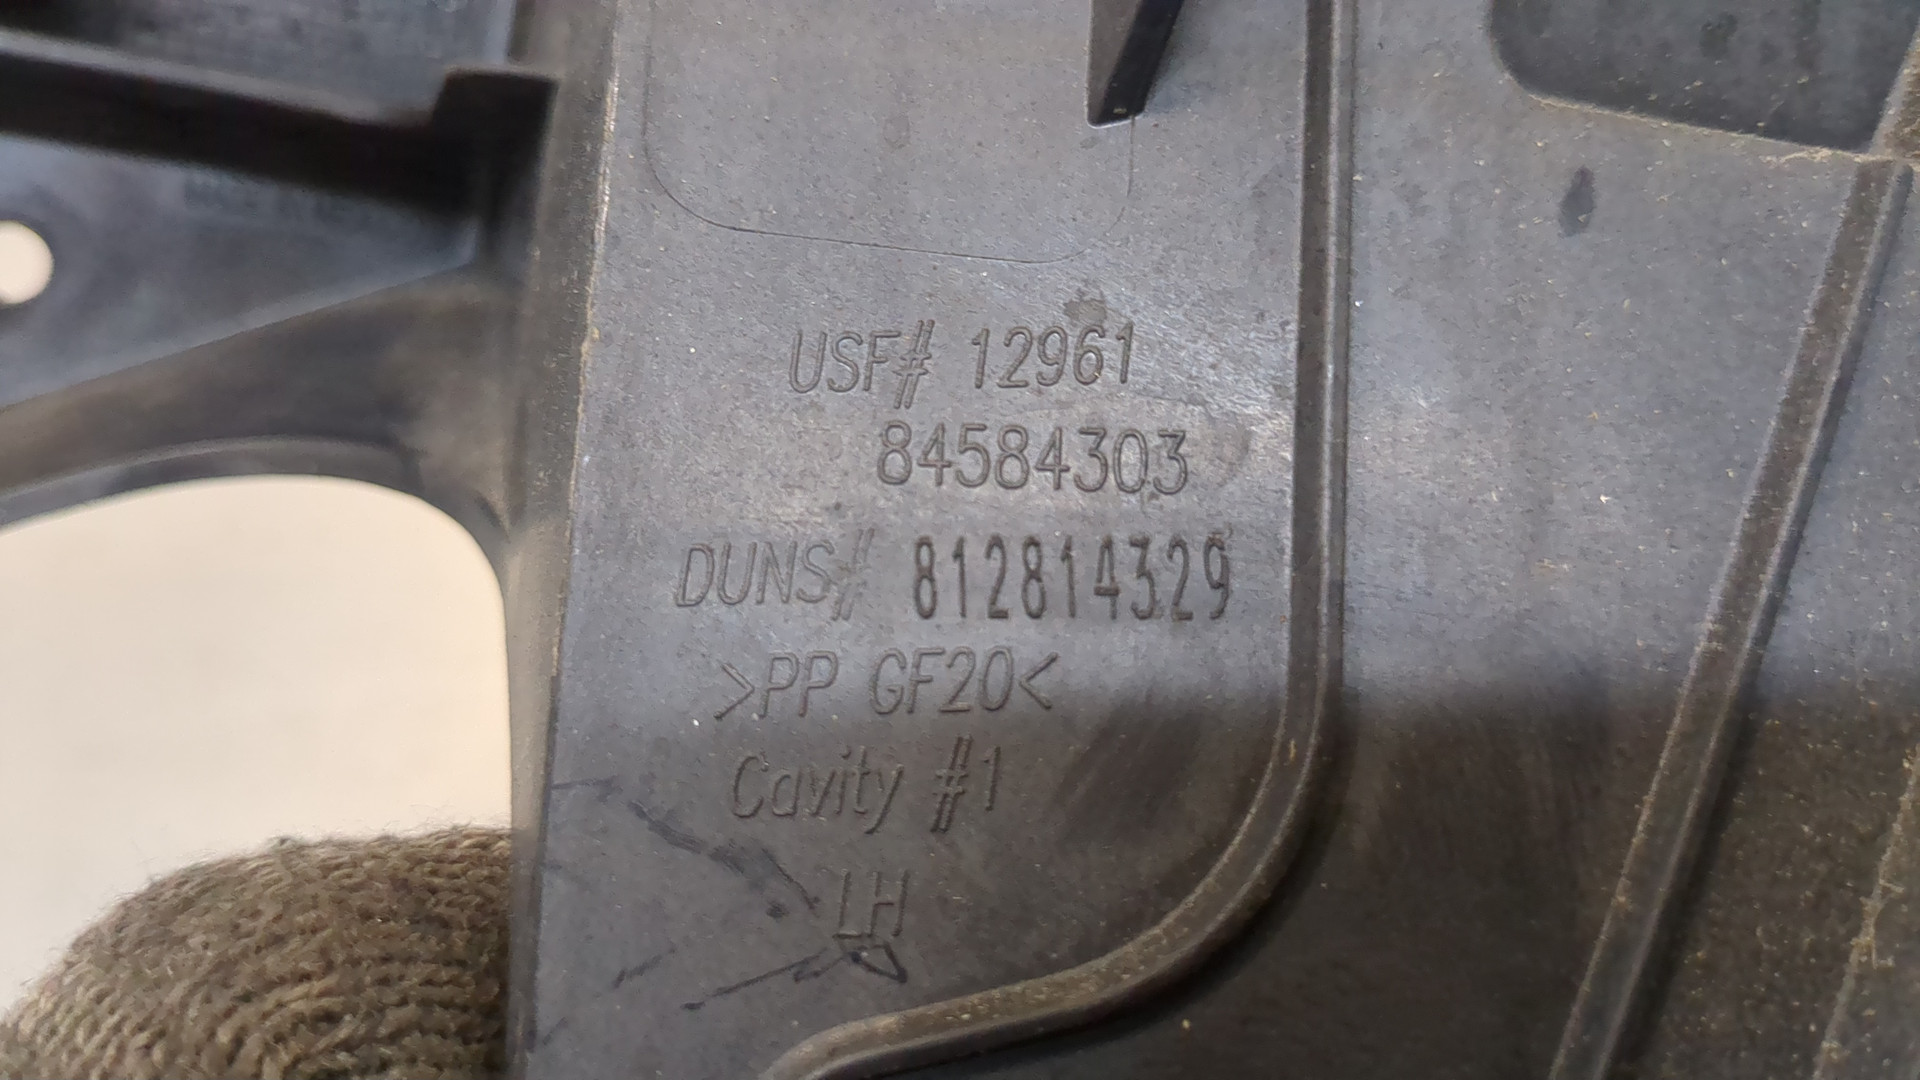 USF# 12961
84584303
DUNS# 812814329
>PP GF20<
Cavity #1
LH